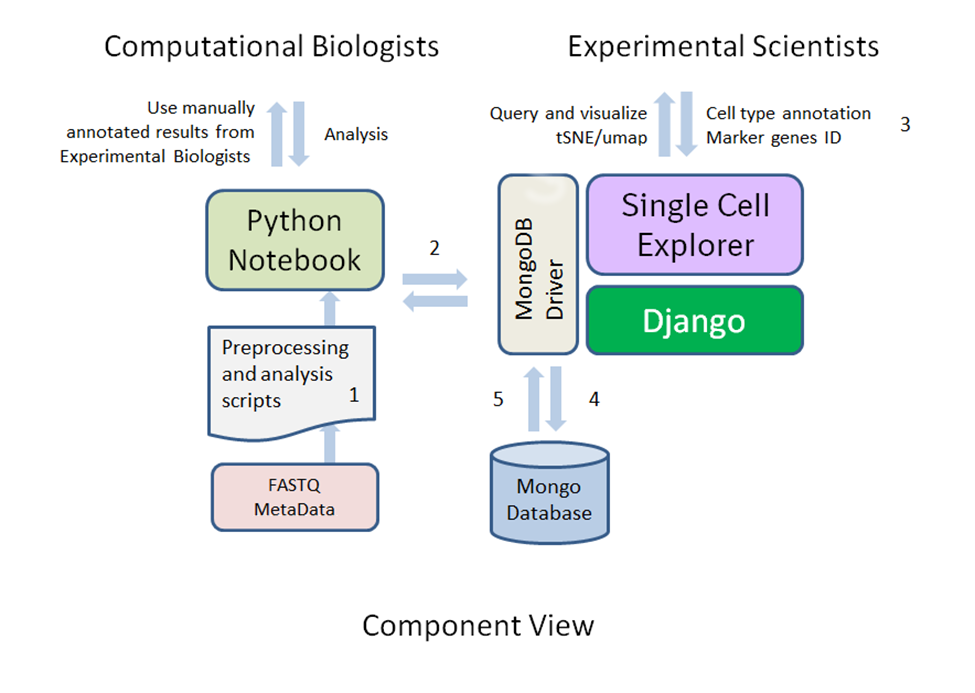 Computational Biologists
Experimental Scientists
Use manually
annotated results from
Experimental Biologists
Analysis
Query and visualize
tSNE/umap
Cell type annotation
Marker genes ID
3
Python
Notebook
2
MongoDB
Driver
Single Cell
Explorer
Django
Preprocessing
and analysis
scripts
1
5
4
FASTQ
MetaData
Mongo
Database
Component View